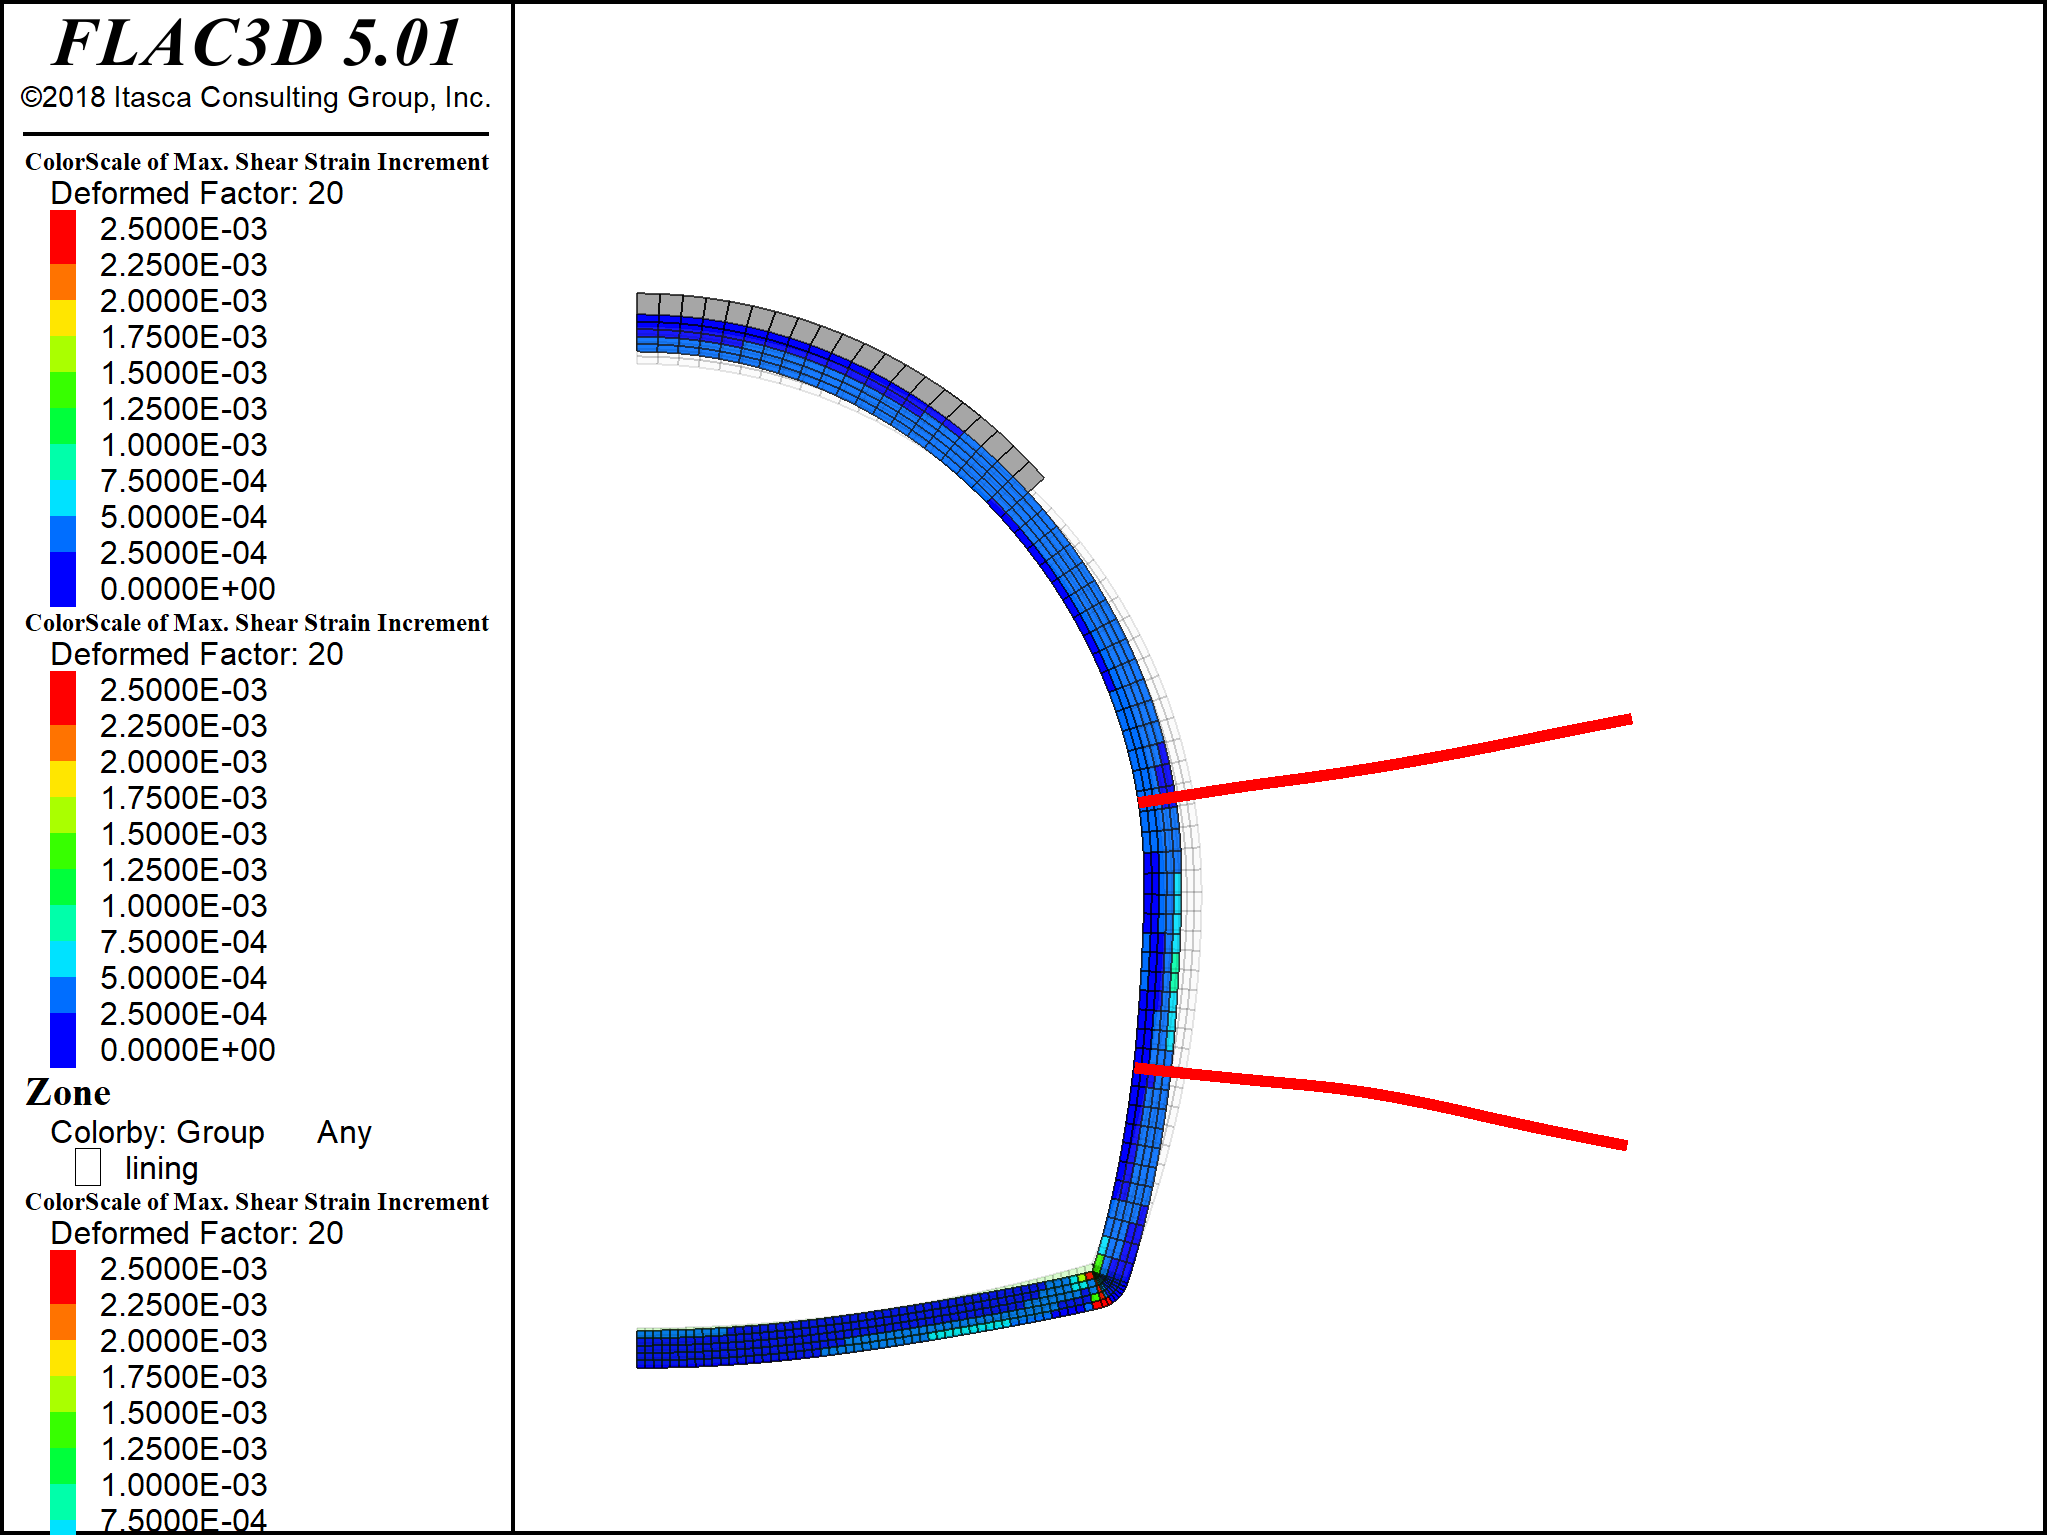 FLAC3D 5.01
©2018 Itasca Consulting Group, Inc.
ColorScale of Max. Shear Strain Increment
Deformed Factor: 20
2.5000E-03
2.2500E-03
2.0000E-03
1.7500E-03
1.5000E-03
1.2500E-03
1.0000E-03
7.5000E-04
5.0000E-04
2.5000E-04
0.0000E+00
ColorScale of Max. Shear Strain Increment
Deformed Factor: 20
2.5000E-03
2.2500E-03
2.0000E-03
1.7500E-03
1.5000E-03
1.2500E-03
1.0000E-03
7.5000E-04
5.0000E-04
2.5000E-04
0.0000E+00
Zone
Colorby: Group Any
lining
ColorScale of Max. Shear Strain Increment
Deformed Factor: 20
2.5000E-03
2.2500E-03
2.0000E-03
1.7500E-03
1.5000E-03
1.2500E-03
1.0000E-03
7.5000E-04